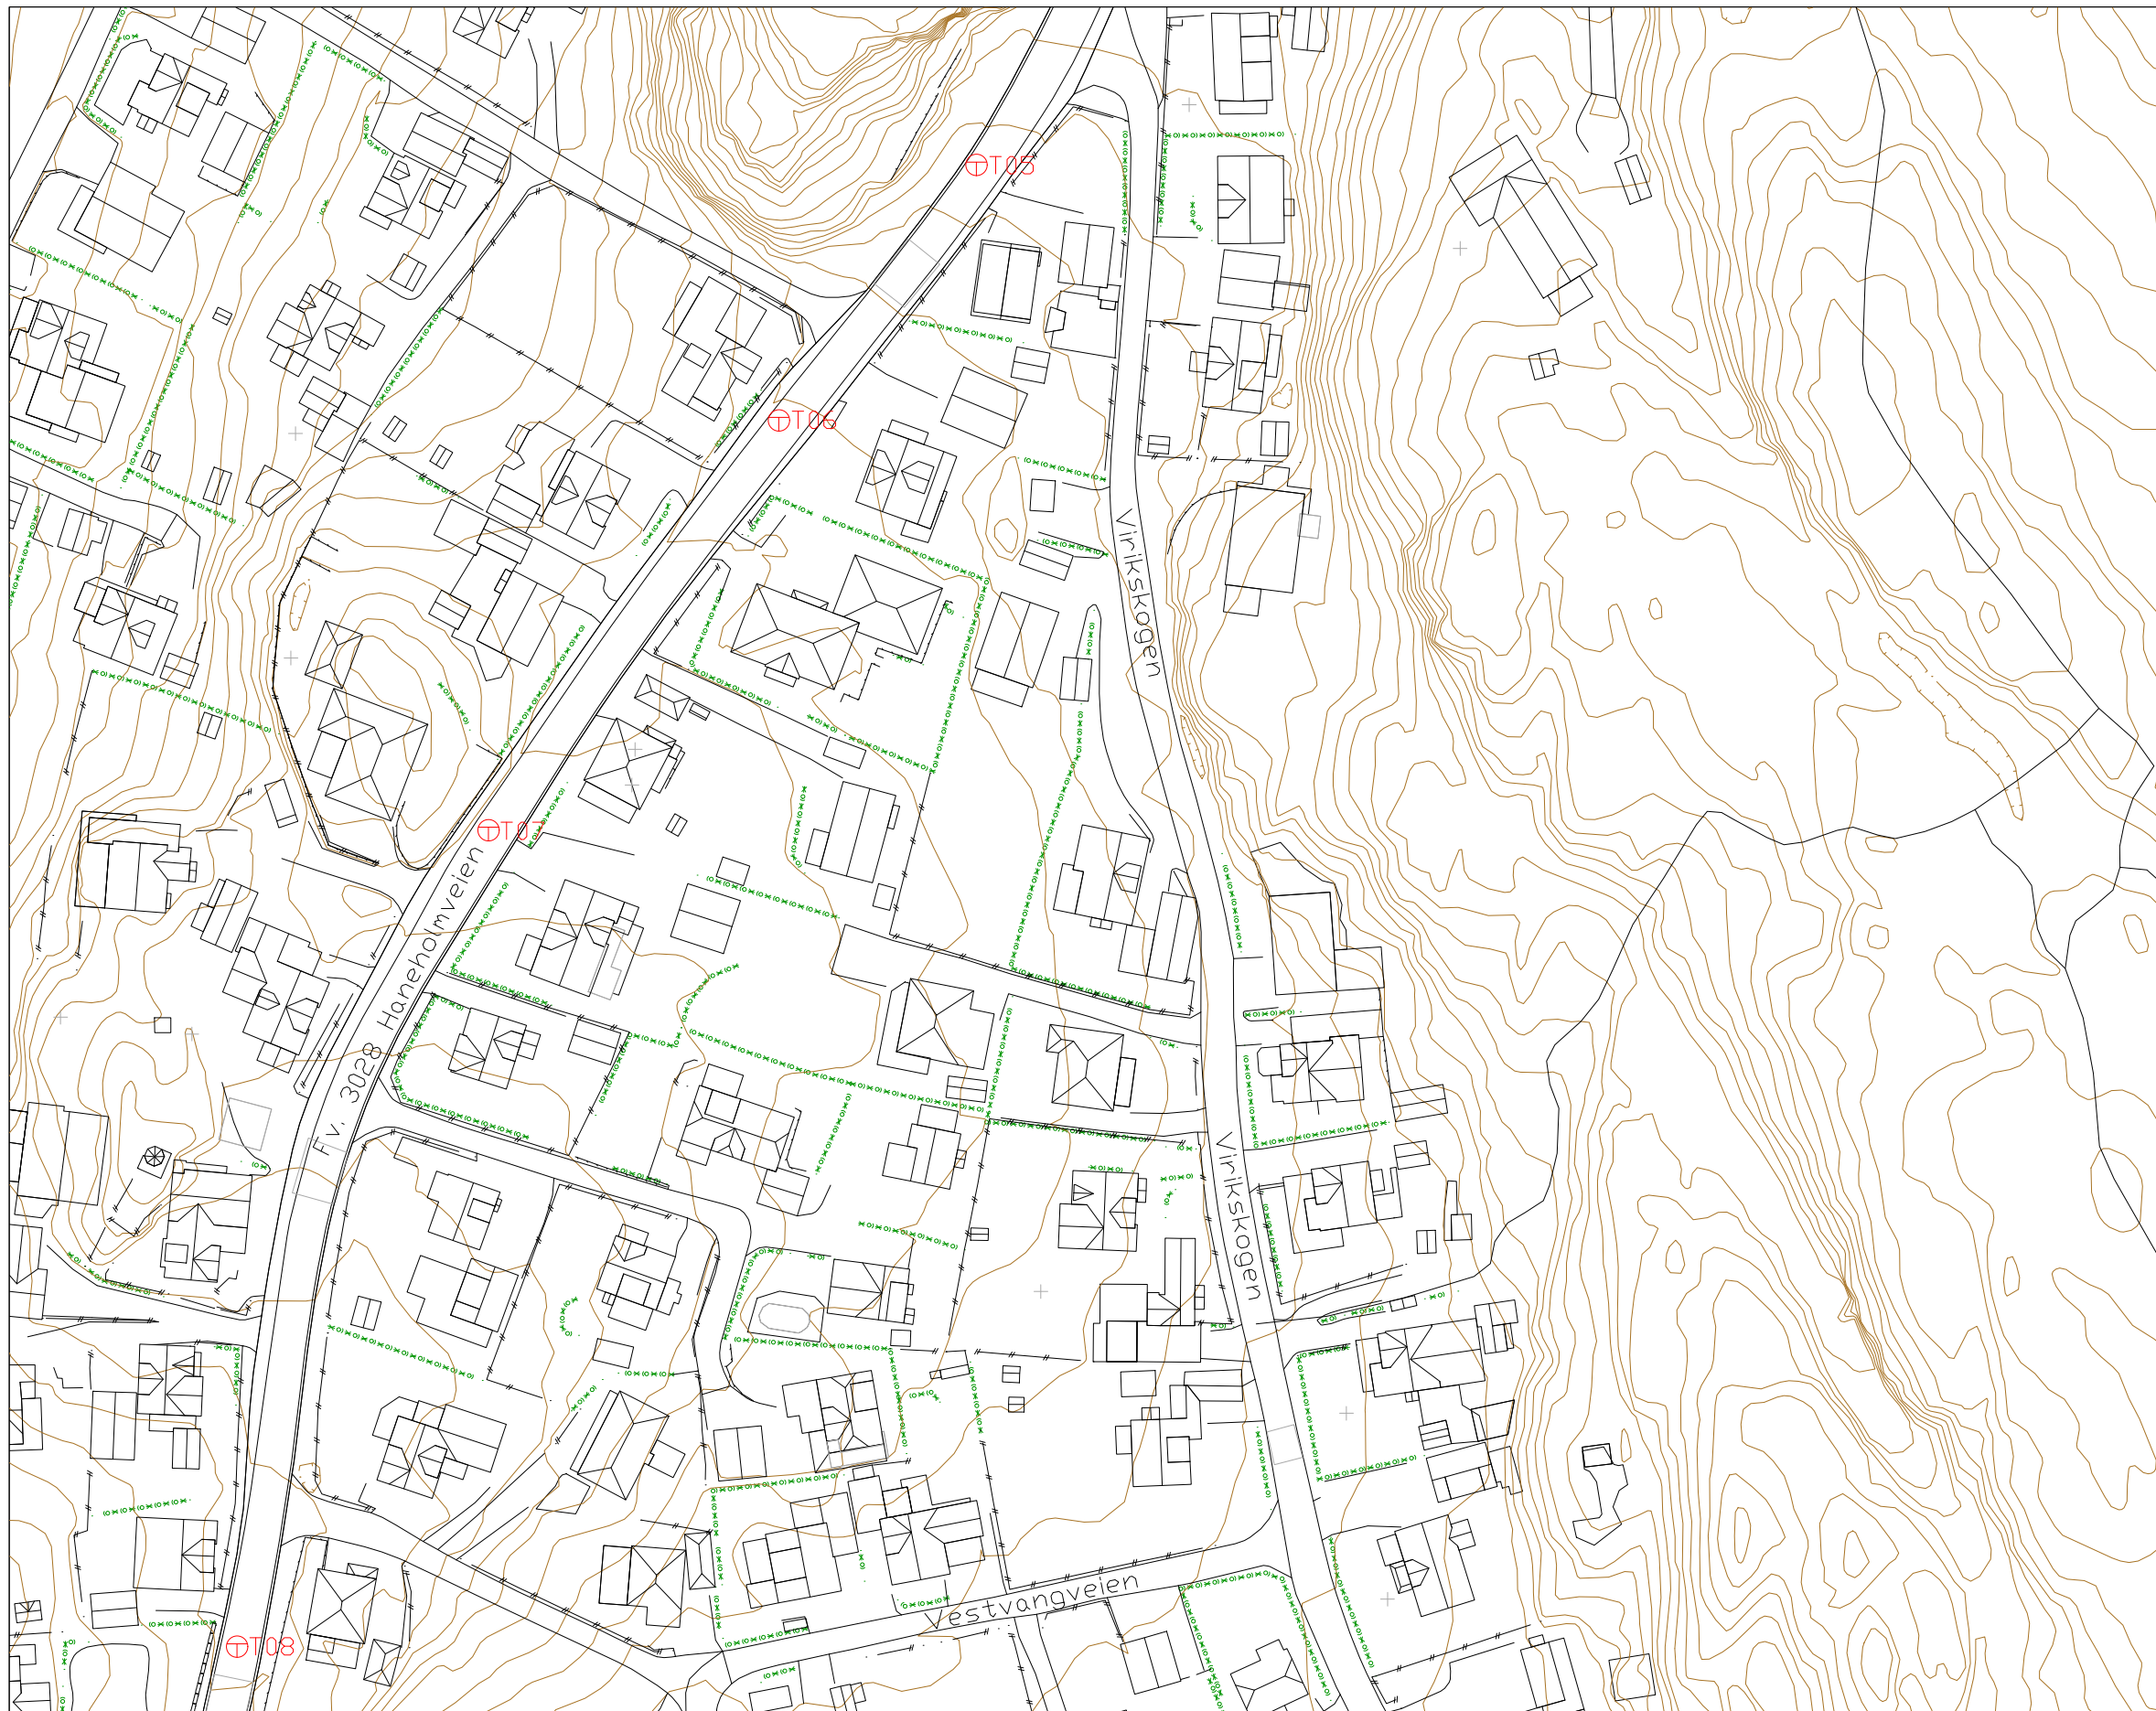 T05
T06
Virikskogen
T07
Fv. 3028 Haneholmveien
Virikskogen
Vestvangveien
T08